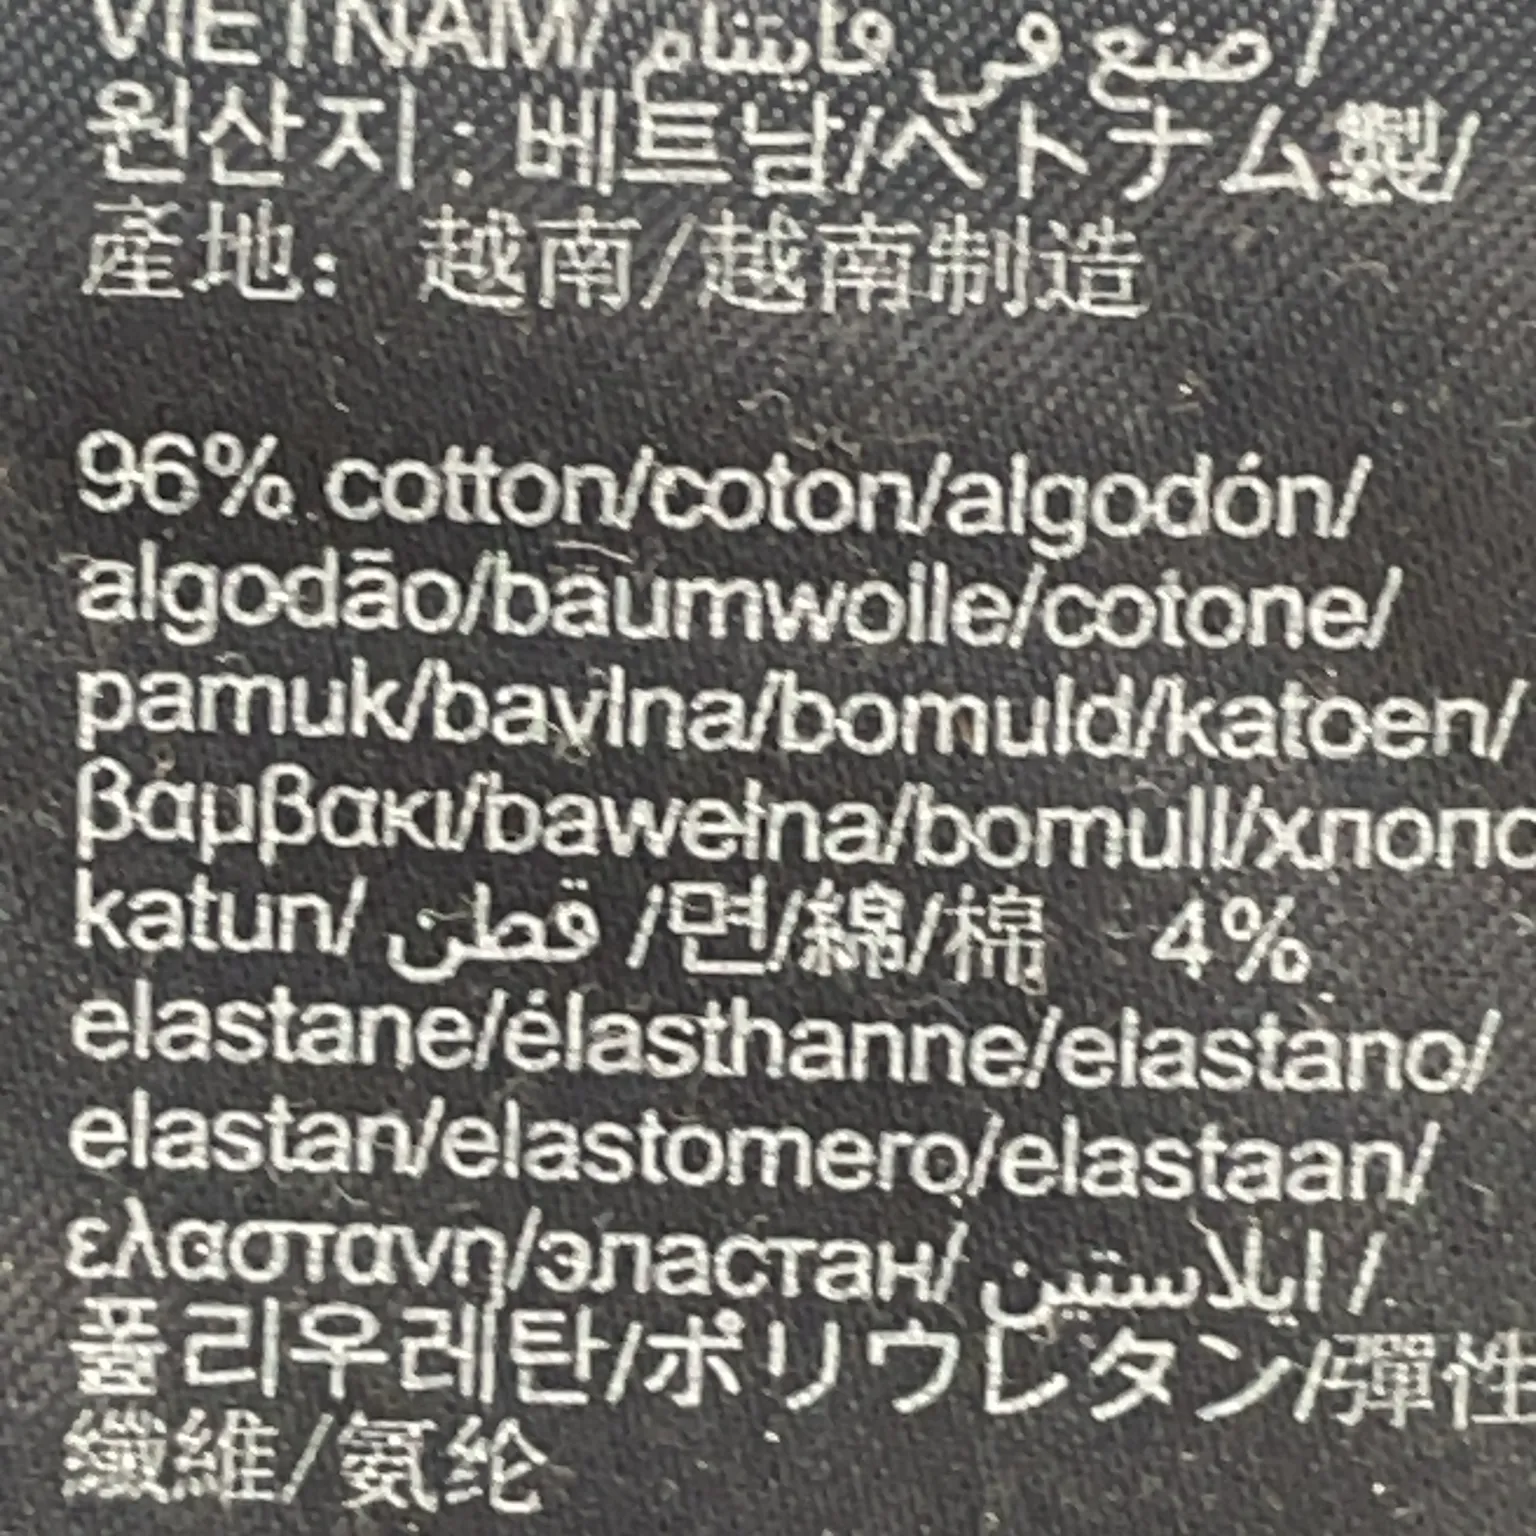 VIETNAM/ صنع في فايتنام /
원산지 : 베트남/ベトナム製/
產地: 越南/越南制造
96% cotton/coton/algodón/
algodão/baumwolle/cotone/
pamuk/bavlna/bomuld/katoen/
βαμβακι/bawełna/bomull/хлопо
katun/ قطن /면/綿/棉 4%
elastane/élasthanne/elastano/
elastan/elastomero/elastaan/
ελαστανη/эластан/ ايلاستين /
폴리우레탄/ポリウレタン/彈性
纖維/氨纶